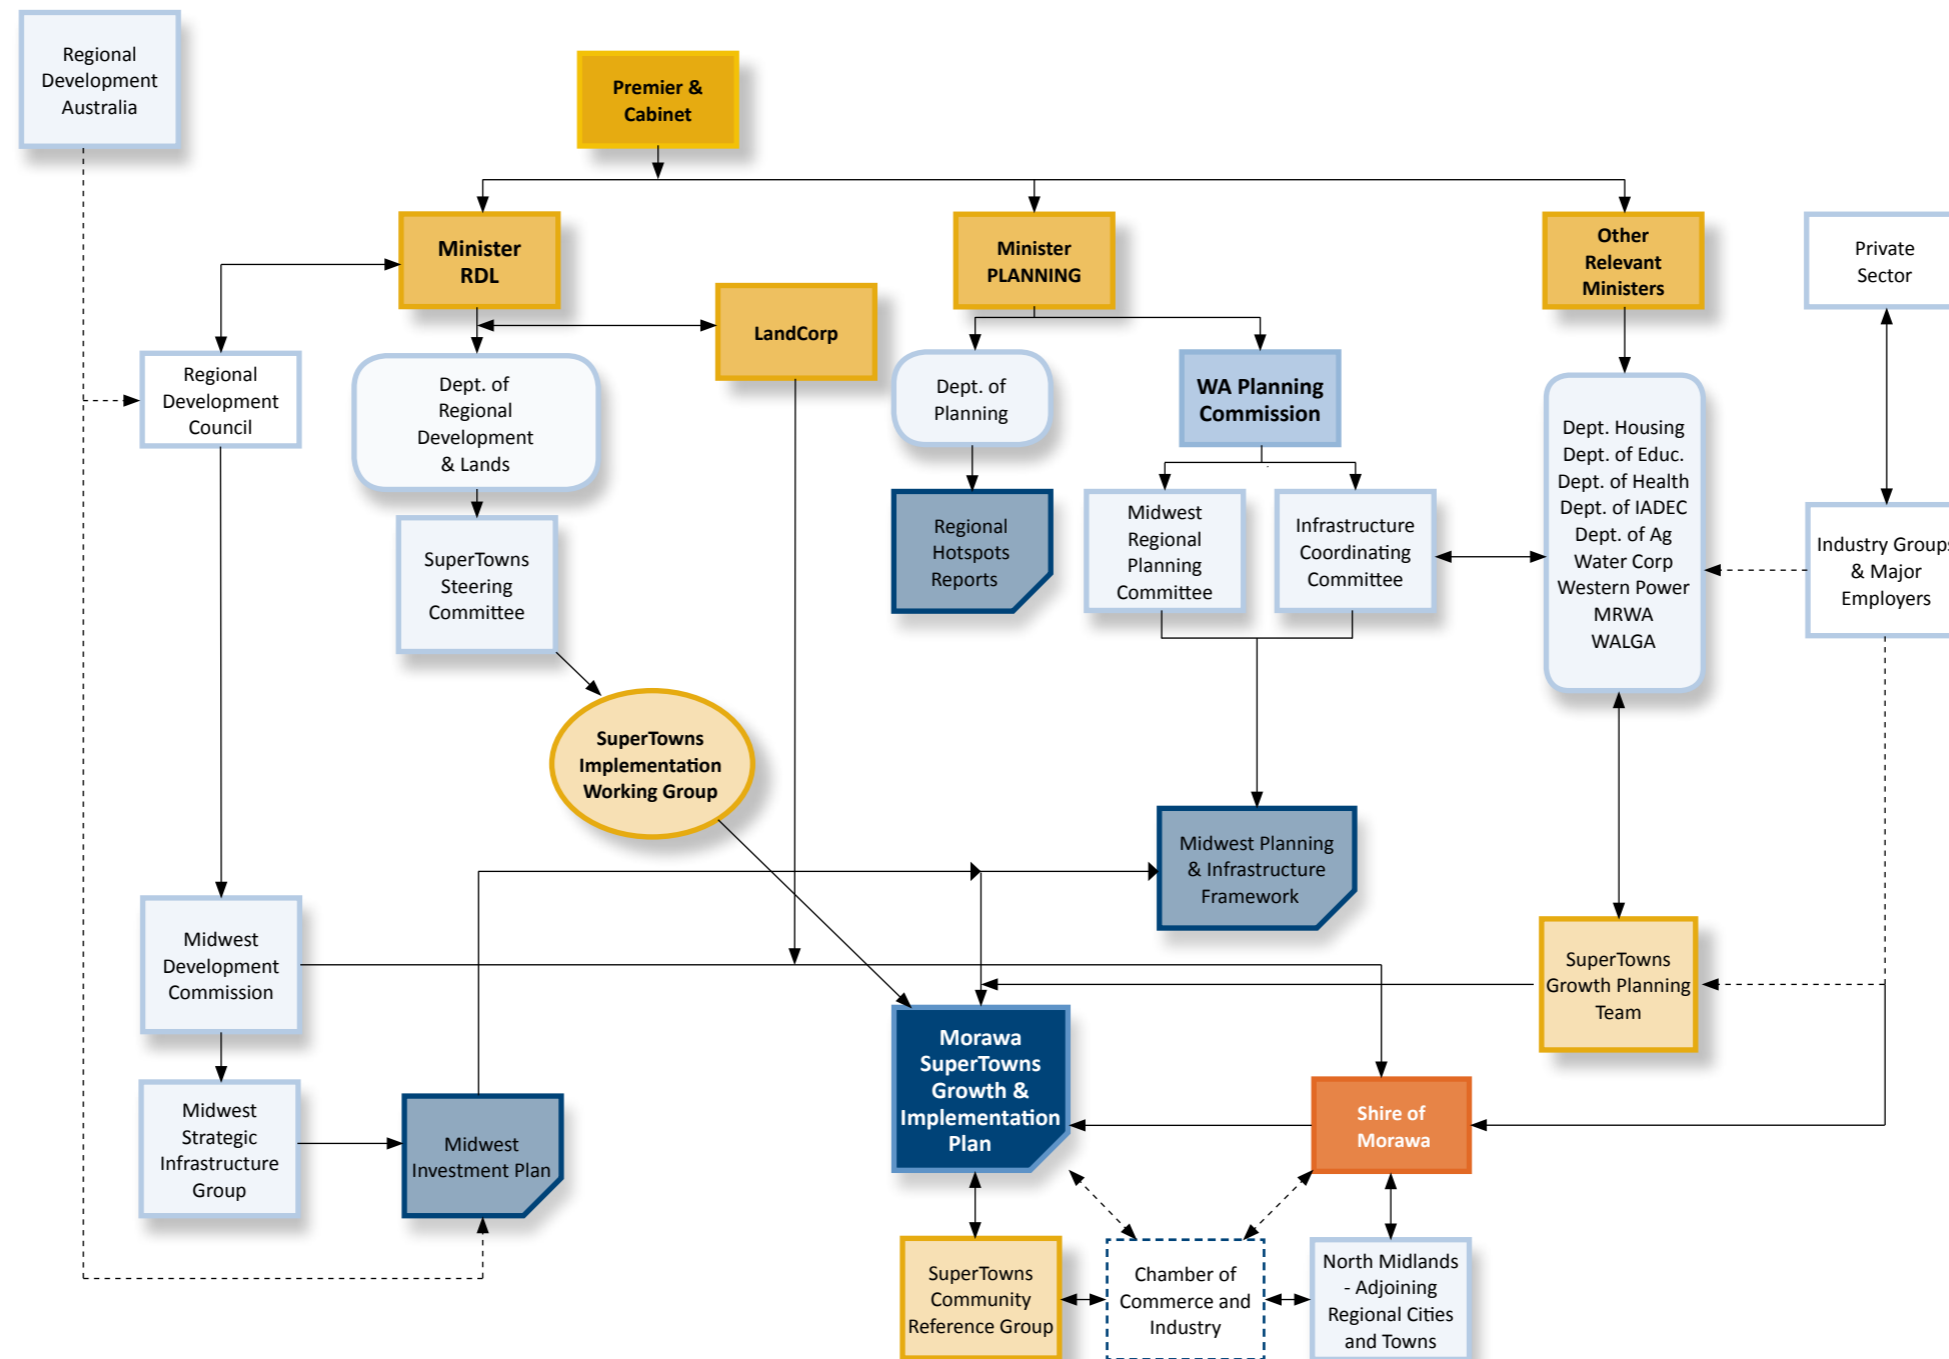 Regional
Development
Australia
Premier &
Cabinet
Minister
RDL
Minister
PLANNING
Other
Relevant
Ministers
Private
Sector
LandCorp
Regional
Development
Council
Dept. of
Regional
Development
& Lands
Dept. of
Planning
WA Planning
Commission
Dept. Housing
Dept. of Educ.
Dept. of Health
Dept. of IADEC
Dept. of Ag
Water Corp
Western Power
MRWA
WALGA
SuperTowns
Steering
Committee
Regional
Hotspots
Reports
Midwest
Regional
Planning
Committee
Infrastructure
Coordinating
Committee
Industry Groups
& Major
Employers
SuperTowns
Implementation
Working Group
Midwest Planning
& Infrastructure
Framework
Midwest
Development
Commission
SuperTowns
Growth Planning
Team
Morawa
SuperTowns
Growth &
Implementation
Plan
Shire of
Morawa
Midwest
Strategic
Infrastructure
Group
Midwest
Investment Plan
SuperTowns
Community
Reference Group
Chamber of
Commerce and
Industry
North Midlands
- Adjoining
Regional Cities
and Towns